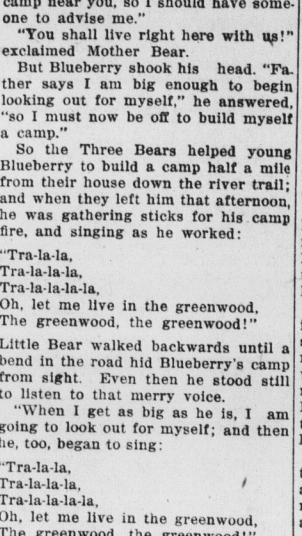 camp near you, so I should have some-
one to advise me."
"You shall live right here with us!"
exclaimed Mother Bear.
But Blueberry shook his head. "Fa-
ther says I am big enough to begin
looking out for myself," he answered,
"so I must now be off to build myself
a camp."
So the Three Bears helped young
Blueberry to build a camp half a mile
from their house down the river trail;
and when they left him that afternoon,
he was gathering sticks for his camp
fire, and singing as he worked:
"Tra-la-la,
Tra-la-la-la,
Tra-la-la-la-la,
Oh, let me live in the greenwood,
The greenwood, the greenwood!"
Little Bear walked backwards until a
bend in the road hid Blueberry's camp
from sight. Even then he stood still
to listen to that merry voice.
"When I get as big as he is, I am
going to look out for myself; and then
he, too, began to sing:
"Tra-la-la,
Tra-la-la-la,
Tra-la-la-la-la,
Oh, let me live in the greenwood,
The greenwood, the greenwood!"